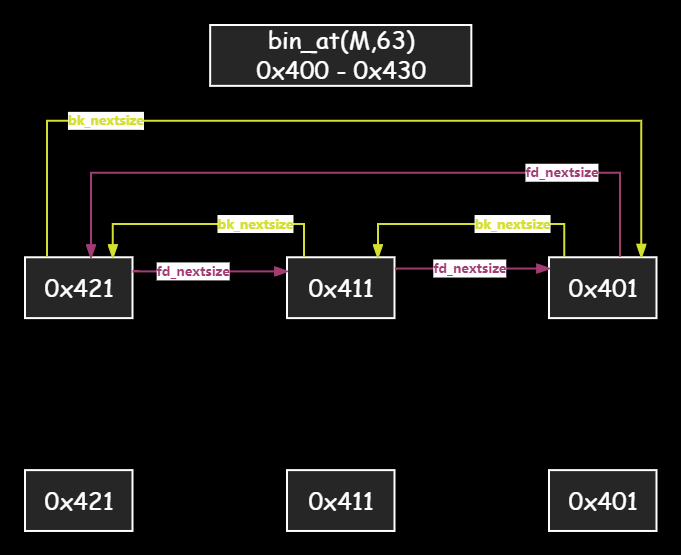 bin_at(M,63)
0x400 - 0x430
bk_nextsize
fd_nextsize
bk_nextsize
bk_nextsize
fd_nextsize
fd_nextsize
0x421
0x411
0x401
0x421
0x411
0x401